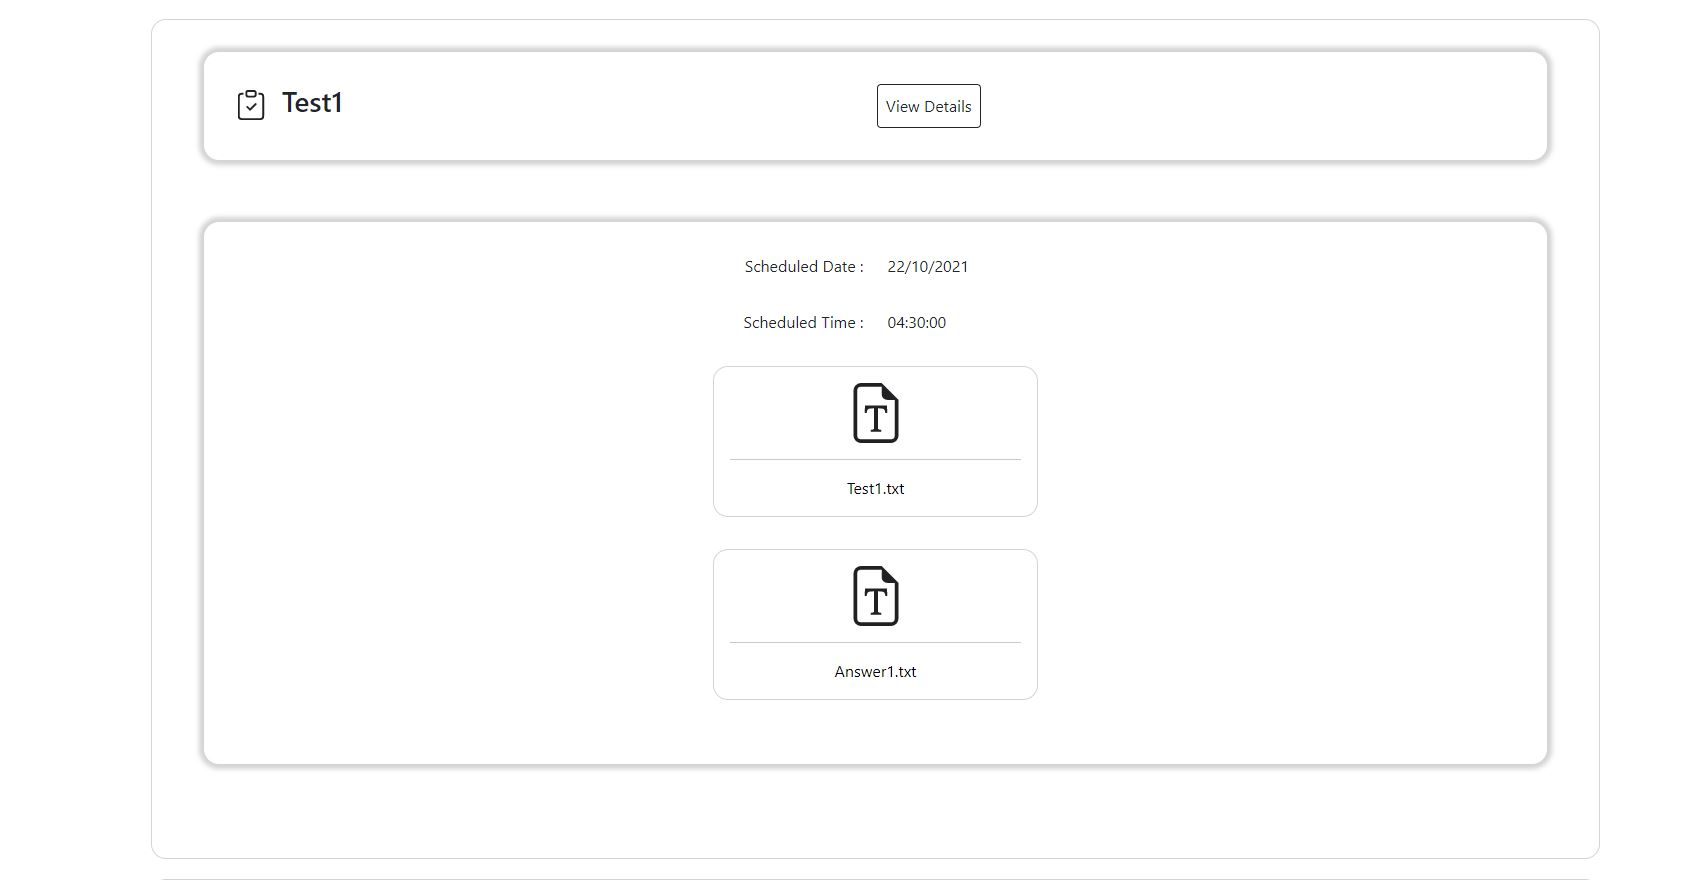 Test1
View Details
Scheduled Date : 22/10/2021
Scheduled Time : 04:30:00
T
Test1.txt
T
Answer1.txt